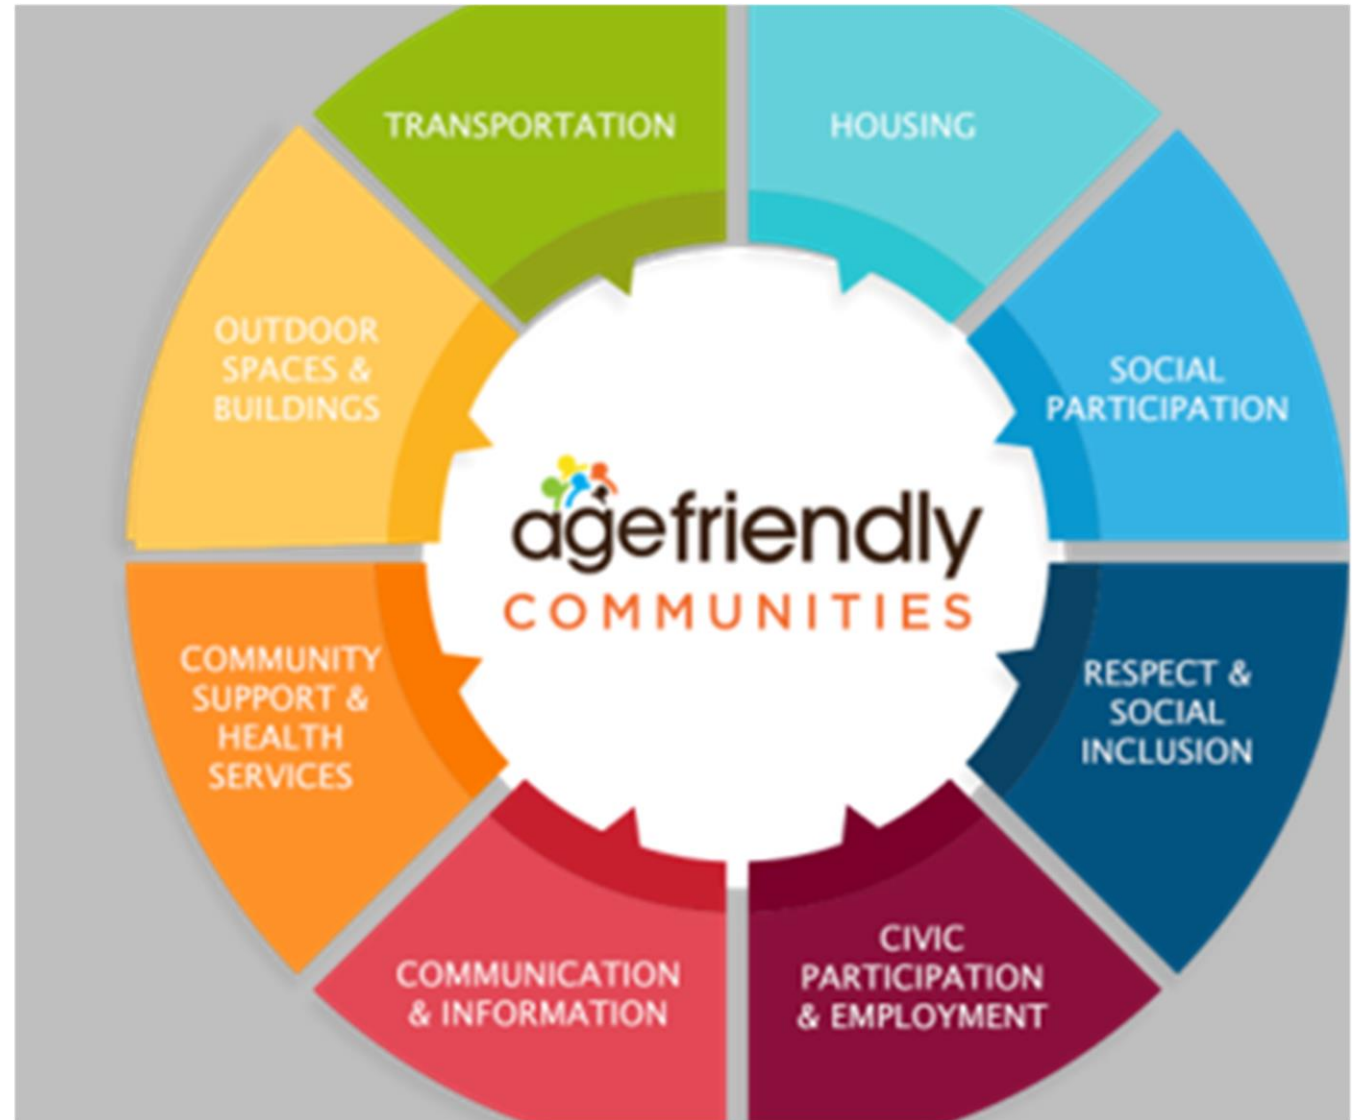 TRANSPORTATION
HOUSING
SOCIAL
PARTICIPATION
RESPECT &
SOCIAL
INCLUSION
CIVIC
PARTICIPATION
& EMPLOYMENT
COMMUNICATION
& INFORMATION
COMMUNITY
SUPPORT &
HEALTH
SERVICES
OUTDOOR
SPACES &
BUILDINGS
agefriendly
COMMUNITIES